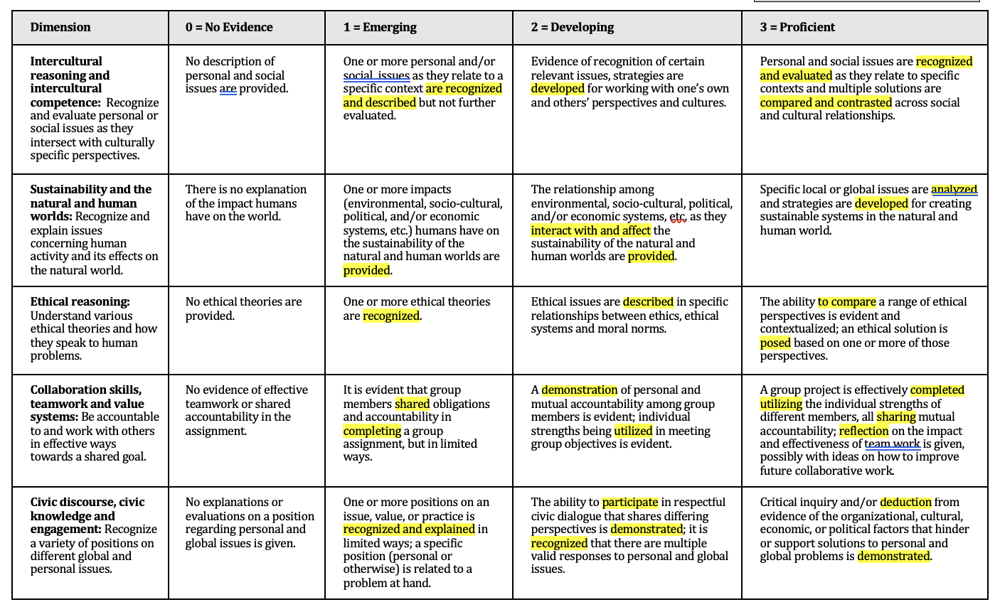 Dimension
0 = No Evidence
1 = Emerging
2 = Developing
3 = Proficient
Intercultural
reasoning and
intercultural
competence: Recognize
and evaluate personal or
social issues as they
intersect with culturally
specific perspectives.
No description of
personal and social
issues are provided.
One or more personal and/or
social issues as they relate to a
specific context are recognized
and described but not further
evaluated.
Evidence of recognition of certain
relevant issues, strategies are
developed for working with one’s own
and others’ perspectives and cultures.
Personal and social issues are recognized
and evaluated as they relate to specific
contexts and multiple solutions are
compared and contrasted across social
and cultural relationships.
Sustainability and the
natural and human
worlds: Recognize and
explain issues
concerning human
activity and its effects on
the natural world.
There is no explanation
of the impact humans
have on the world.
One or more impacts
(environmental, socio-cultural,
political, and/or economic
systems, etc.) humans have on
the sustainability of the
natural and human worlds are
provided.
The relationship among
environmental, socio-cultural, political,
and/or economic systems, etc, as they
interact with and affect the
sustainability of the natural and
human worlds are provided.
Specific local or global issues are analyzed
and strategies are developed for creating
sustainable systems in the natural and
human world.
Ethical reasoning:
Understand various
ethical theories and how
they speak to human
problems.
No ethical theories are
provided.
One or more ethical theories
are recognized.
Ethical issues are described in specific
relationships between ethics, ethical
systems and moral norms.
The ability to compare a range of ethical
perspectives is evident and
contextualized; an ethical solution is
posed based on one or more of those
perspectives.
Collaboration skills,
teamwork and value
systems: Be accountable
to and work with others
in effective ways
towards a shared goal.
No evidence of effective
teamwork or shared
accountability in the
assignment.
It is evident that group
members shared obligations
and accountability in
completing a group
assignment, but in limited
ways.
A demonstration of personal and
mutual accountability among group
members is evident; individual
strengths being utilized in meeting
group objectives is evident.
A group project is effectively completed
utilizing the individual strengths of
different members, all sharing mutual
accountability; reflection on the impact
and effectiveness of team work is given,
possibly with ideas on how to improve
future collaborative work.
Civic discourse, civic
knowledge and
engagement: Recognize
a variety of positions on
different global and
personal issues.
No explanations or
evaluations on a position
regarding personal and
global issues is given.
One or more positions on an
issue, value, or practice is
recognized and explained in
limited ways; a specific
position (personal or
otherwise) is related to a
problem at hand.
The ability to participate in respectful
civic dialogue that shares differing
perspectives is demonstrated; it is
recognized that there are multiple
valid responses to personal and global
issues.
Critical inquiry and/or deduction from
evidence of the organizational, cultural,
economic, or political factors that hinder
or support solutions to personal and
global problems is demonstrated.